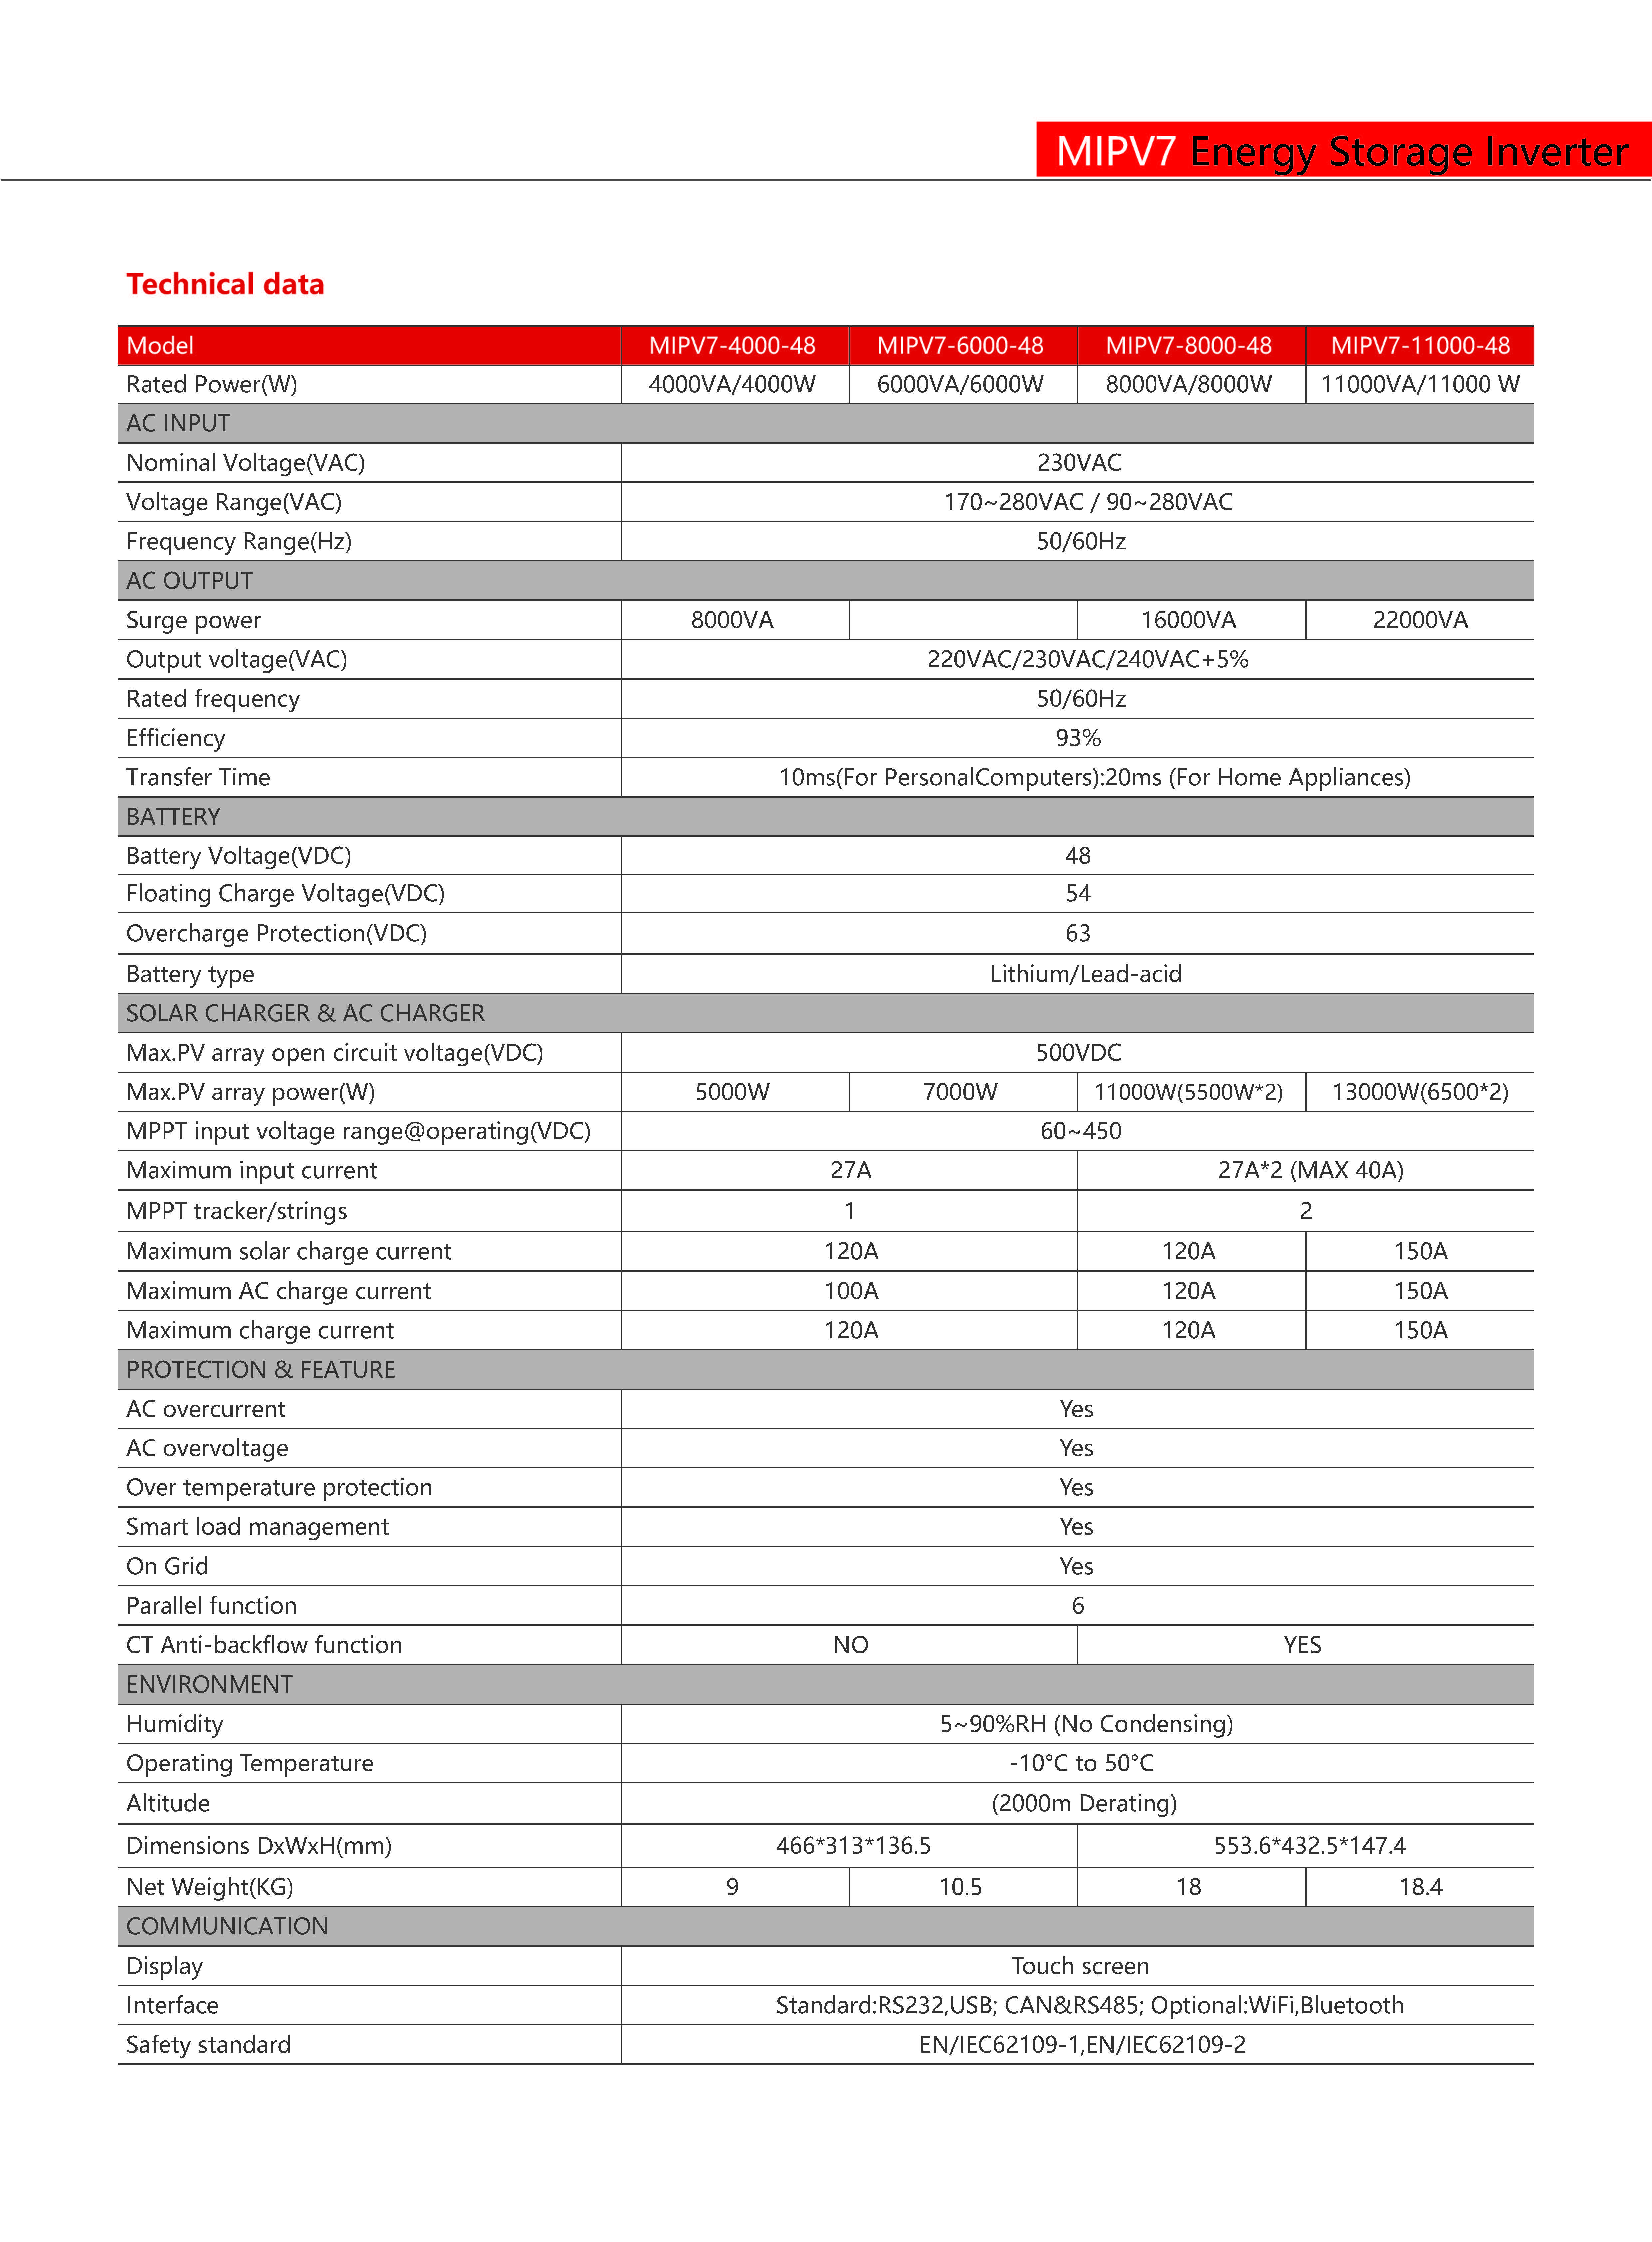 MIPV7 Energy Storage Inverter
Technical data
Model MIPV7-4000-48 MIPV7-6000-48 MIPV7-8000-48 MIPV7-11000-48
Rated Power(W) 4000VA/4000W 6000VA/6000W 8000VA/8000W 11000VA/11000 W
AC INPUT
Nominal Voltage(VAC) 230VAC
Voltage Range(VAC) 170~280VAC / 90~280VAC
Frequency Range(Hz) 50/60Hz
AC OUTPUT
Surge power 8000VA 16000VA 22000VA
Output voltage(VAC) 220VAC/230VAC/240VAC+5%
Rated frequency 50/60Hz
Efficiency 93%
Transfer Time 10ms(For PersonalComputers):20ms (For Home Appliances)
BATTERY
Battery Voltage(VDC) 48
Floating Charge Voltage(VDC) 54
Overcharge Protection(VDC) 63
Battery type Lithium/Lead-acid
SOLAR CHARGER & AC CHARGER
Max.PV array open circuit voltage(VDC) 500VDC
Max.PV array power(W) 5000W 7000W 11000W(5500W*2) 13000W(6500*2)
MPPT input voltage range@operating(VDC) 60~450
Maximum input current 27A 27A*2 (MAX 40A)
MPPT tracker/strings 1 2
Maximum solar charge current 120A 120A 150A
Maximum AC charge current 100A 120A 150A
Maximum charge current 120A 120A 150A
PROTECTION & FEATURE
AC overcurrent Yes
AC overvoltage Yes
Over temperature protection Yes
Smart load management Yes
On Grid Yes
Parallel function 6
CT Anti-backflow function NO YES
ENVIRONMENT
Humidity 5~90%RH (No Condensing)
Operating Temperature -10°C to 50°C
Altitude (2000m Derating)
Dimensions DxWxH(mm) 466*313*136.5 553.6*432.5*147.4
Net Weight(KG) 9 10.5 18 18.4
COMMUNICATION
Display Touch screen
Interface Standard:RS232,USB; CAN&RS485; Optional:WiFi,Bluetooth
Safety standard EN/IEC62109-1,EN/IEC62109-2